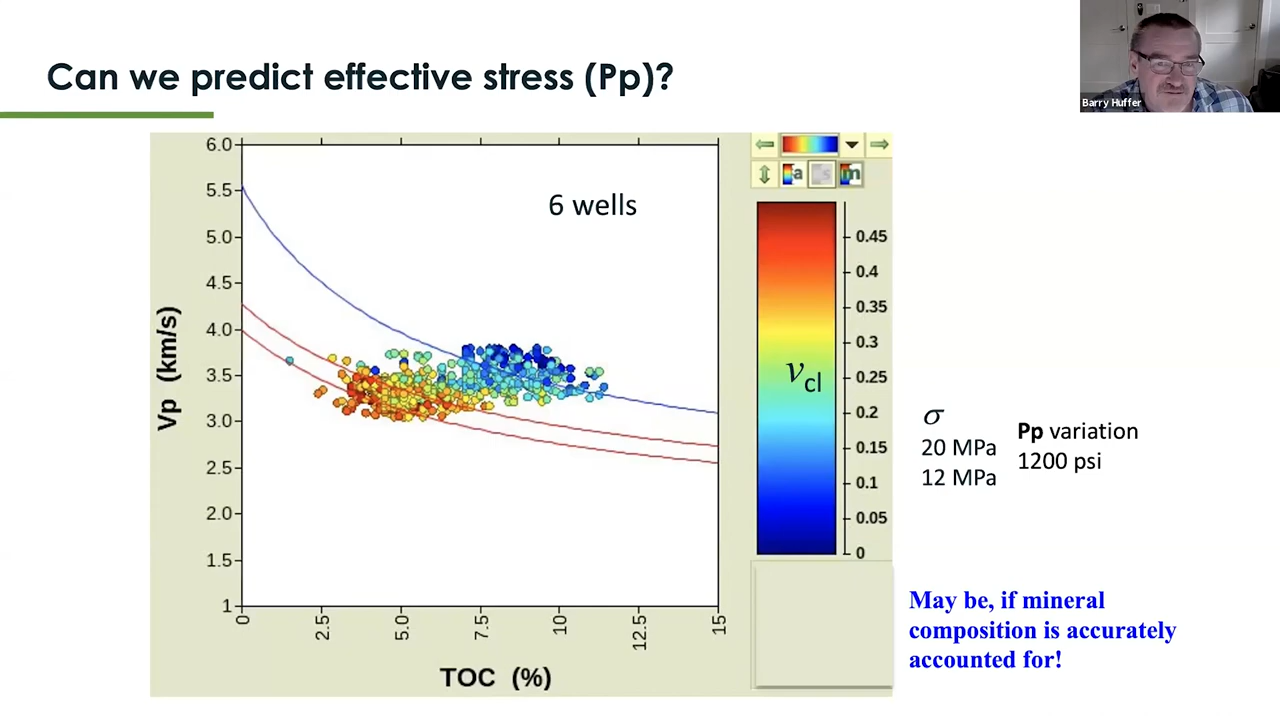 Can we predict effective stress (Pp)?
Barry Huffer
6 wells
Vp (km/s)
6.0
5.5
5.0
4.5
4.0
3.5
3.0
2.5
2.0
1.5
1
0
2.5
5.0
7.5
10
12.5
15
TOC (%)
a
s
m
0.45
0.4
0.35
0.3
0.25
0.2
0.15
0.1
0.05
0
vcl
σ
20 MPa
12 MPa
Pp variation
1200 psi
May be, if mineral
composition is accurately
accounted for!